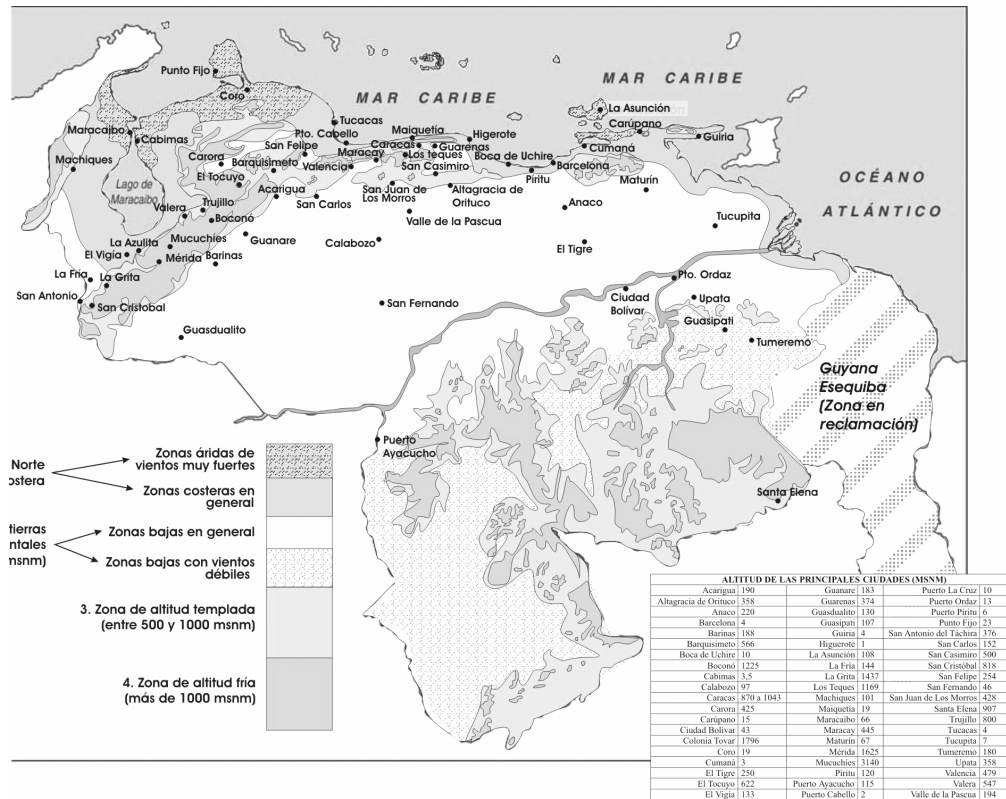 MAR CARIBE
MAR CARIBE
OCÉANO
ATLÁNTICO
Punto Fijo
Coro
Maracaibo
Cabimas
Machiques
Lago de
Maracaibo
Tucacas
Pto. Cabello
San Felipe
Carora
Barquisimeto
El Tocuyo
Valencia
Maracay
Maiquetía
Caracas
Los teques
Guarenas
Higerote
San Casimiro
Boca de Uchire
Píritu
Barcelona
Cumaná
La Asunción
Carúpano
Guiria
Maturín
Acarigua
San Carlos
San Juan de
Los Morros
Altagracia de
Orituco
Valle de la Pascua
Anaco
Tucupita
Valera
Trujillo
Boconó
Guanare
Calabozo
El Tigre
La Azulita
Mucuchíes
El Vigía
Mérida
Barinas
La Fría
La Grita
San Antonio
San Cristobal
San Fernando
Guasdualito
Ciudad
Bolívar
Pto. Ordaz
Upata
Guasipati
Tumeremo
Guyana
Esequiba
(Zona en
reclamación)
Puerto
Ayacucho
Santa Elena
Norte
ostera
Zonas áridas de
vientos muy fuertes
Zonas costeras en
general
tierras
ntales
msnm)
Zonas bajas en general
Zonas bajas con vientos
débiles
3. Zona de altitud templada
(entre 500 y 1000 msnm)
4. Zona de altitud fría
(más de 1000 msnm)
ALTITUD DE LAS PRINCIPALES CIUDADES (MSNM)
Acarigua 190 Guanare 183 Puerto La Cruz 10
Altagracia de Orituco 358 Guarenas 374 Puerto Ordaz 13
Anaco 220 Guasdualito 130 Puerto Píritu 6
Barcelona 4 Guasipati 107 Punto Fijo 23
Barinas 188 Guiria 4 San Antonio del Táchira 376
Barquisimeto 566 Higuerote 1 San Carlos 152
Boca de Uchire 10 La Asunción 108 San Casimiro 500
Boconó 1225 La Fría 144 San Cristóbal 818
Cabimas 3,5 La Grita 1437 San Felipe 254
Calabozo 97 Los Teques 1169 San Fernando 46
Caracas 870 a 1043 Machiques 101 San Juan de Los Morros 428
Carora 425 Maiquetía 19 Santa Elena 907
Carúpano 15 Maracaibo 66 Trujillo 800
Ciudad Bolívar 43 Maracay 445 Tucacas 4
Colonia Tovar 1796 Maturín 67 Tucupita 7
Coro 19 Mérida 1625 Tumeremo 180
Cumaná 3 Mucuchíes 3140 Upata 358
El Tigre 250 Píritu 120 Valencia 479
El Tocuyo 622 Puerto Ayacucho 115 Valera 547
El Vigía 133 Puerto Cabello 2 Valle de la Pascua 194